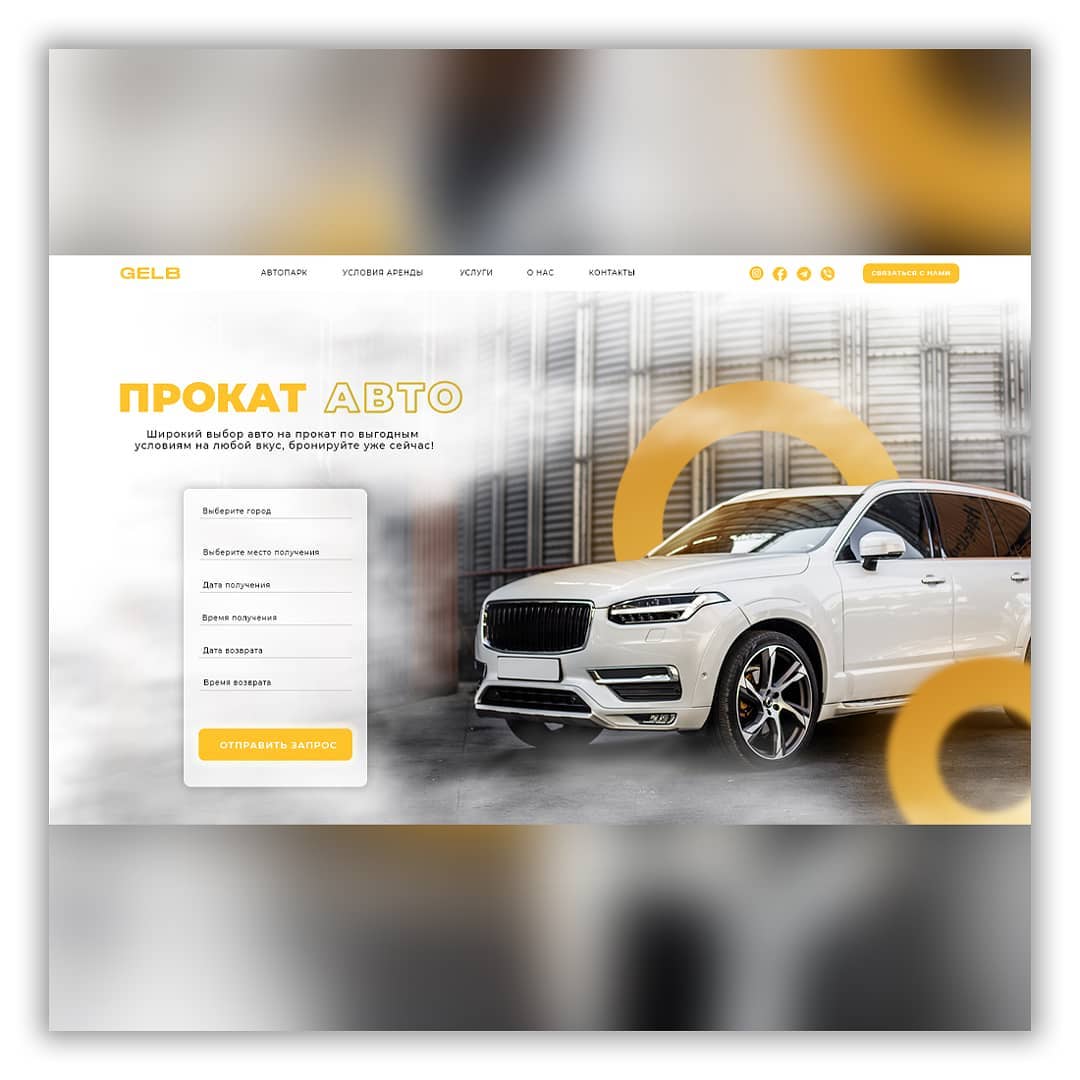 GELB
АВТОПАРК
УСЛОВИЯ АРЕНДЫ
УСЛУГИ
О НАС
КОНТАКТЫ
СВЯЗАТЬСЯ С НАМИ
ПРОКАТ АВТО
Широкий выбор авто на прокат по выгодным
условиям на любой вкус, бронируйте уже сейчас!
Выберите город
Выберите место получения
Дата получения
Время получения
Дата возврата
Время возврата
ОТПРАВИТЬ ЗАПРОС